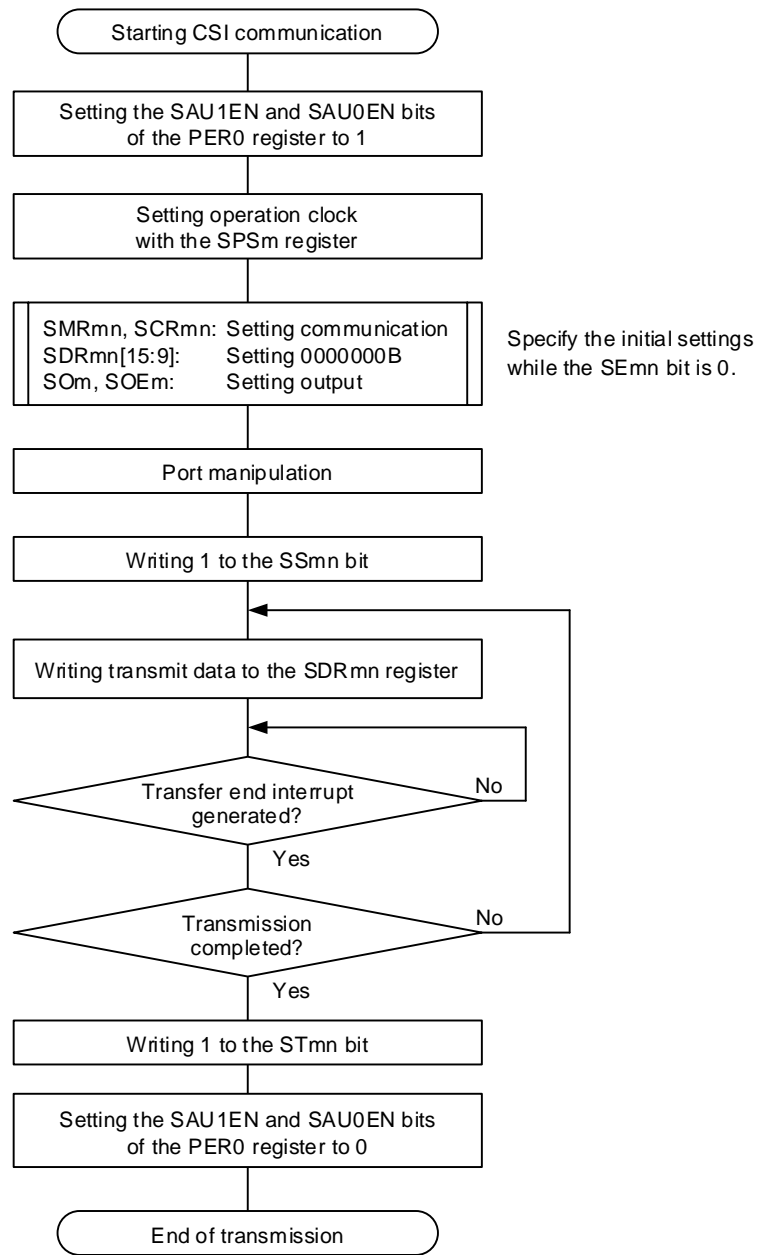 Starting CSI communication
Setting the SAU1EN and SAU0EN bits
of the PER0 register to 1
Setting operation clock
with the SPSm register
SMRmn, SCRmn: Setting communication
SDRmn[15:9]: Setting 0000000B
SOm, SOEm: Setting output
Specify the initial settings
while the SEmn bit is 0.
Port manipulation
Writing 1 to the SSmn bit
Writing transmit data to the SDRmn register
Transfer end interrupt
generated?
No
Yes
Transmission
completed?
No
Yes
Writing 1 to the STmn bit
Setting the SAU1EN and SAU0EN bits
of the PER0 register to 0
End of transmission